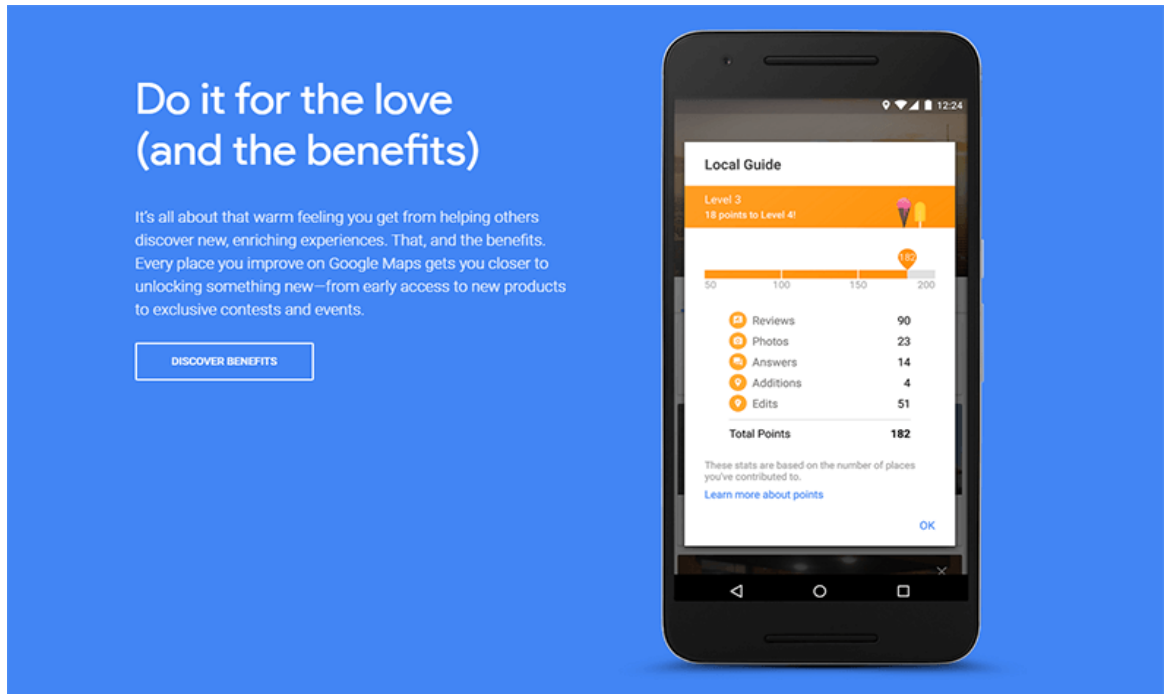 Do it for the love
(and the benefits)
It's all about that warm feeling you get from helping others
discover new, enriching experiences. That, and the benefits.
Every place you improve on Google Maps gets you closer to
unlocking something new—from early access to new products
to exclusive contests and events.
DISCOVER BENEFITS
12:24
Local Guide
Level 3
18 points to Level 4!
182
50 100 150 200
Reviews 90
Photos 23
Answers 14
Additions 4
Edits 51
Total Points 182
These stats are based on the number of places
you've contributed to.
Learn more about points
OK